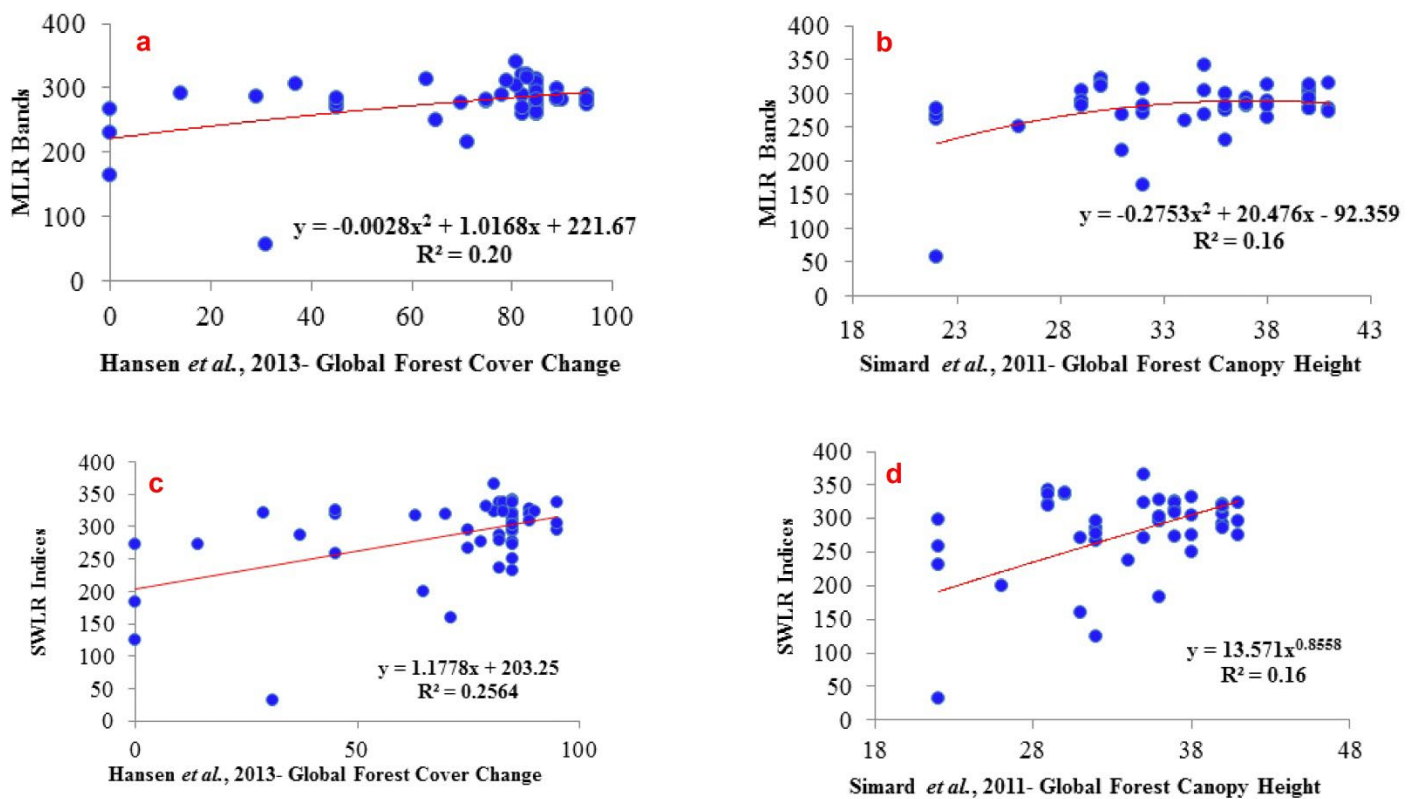 a
400
300
200
100
0
MLR Bands
y = -0.0028x² + 1.0168x + 221.67
R² = 0.20
0 20 40 60 80 100
Hansen et al., 2013- Global Forest Cover Change
b
400
350
300
250
200
150
100
50
0
MLR Bands
y = -0.2753x² + 20.476x - 92.359
R² = 0.16
18 23 28 33 38 43
Simard et al., 2011- Global Forest Canopy Height
c
400
350
300
250
200
150
100
50
0
SWLR Indices
y = 1.1778x + 203.25
R² = 0.2564
0 50 100
Hansen et al., 2013- Global Forest Cover Change
d
400
350
300
250
200
150
100
50
0
SWLR Indices
y = 13.571x^0.8558
R² = 0.16
18 28 38 48
Simard et al., 2011- Global Forest Canopy Height